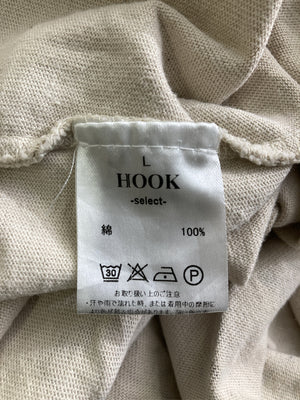 L
HOOK
-select-
綿 100%
30 P
お取り扱い上のご注意
・汗や雨で濡れた時、または着用中の摩擦に